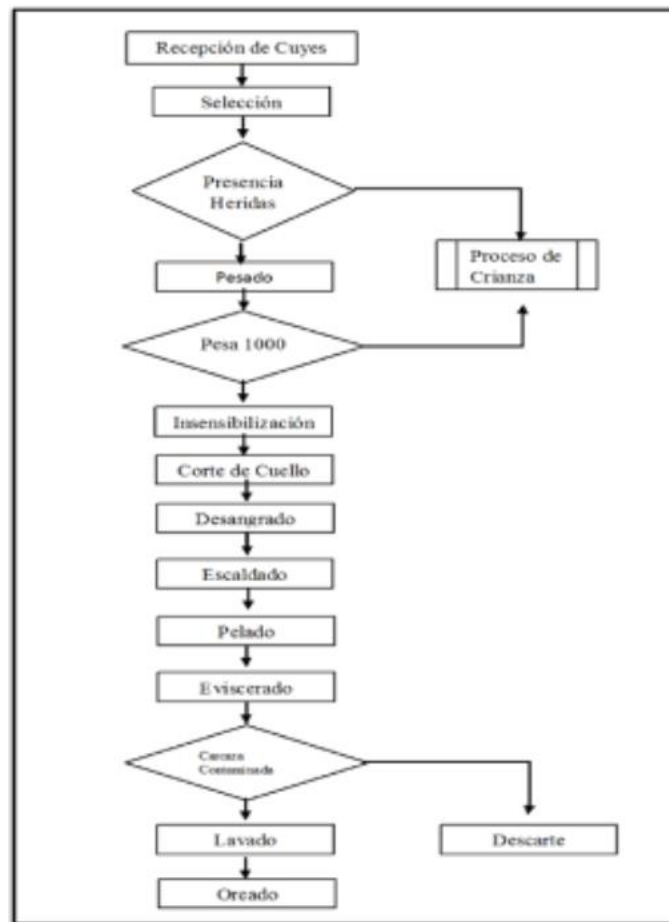 Recepción de Cuyes
Selección
Presencia
Heridas
Proceso de
Crianza
Pesado
Pesa 1000
Insensibilización
Corte de Cuello
Desangrado
Escaldado
Pelado
Eviscerado
Carcaza
Contaminada
Lavado
Descarte
Oreado